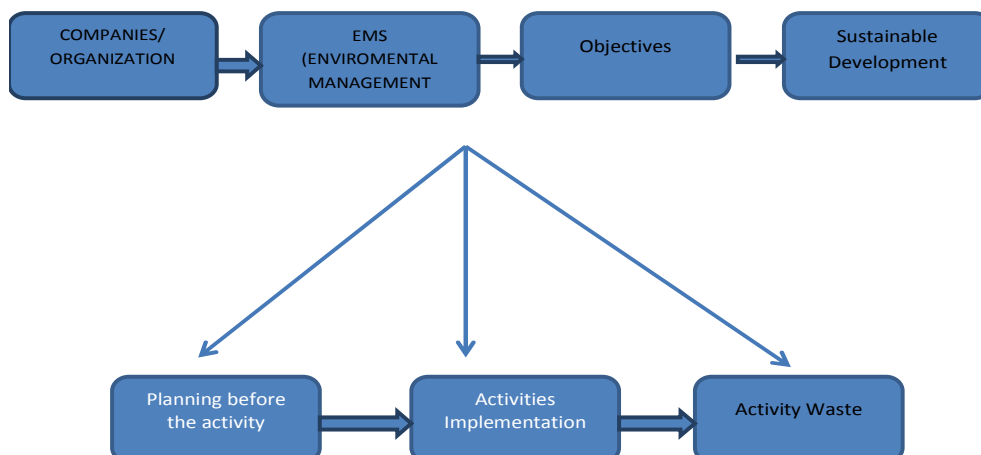 COMPANIES/
ORGANIZATION
EMS
(ENVIROMENTAL
MANAGEMENT
Objectives
Sustainable
Development
Planning before
the activity
Activities
Implementation
Activity Waste